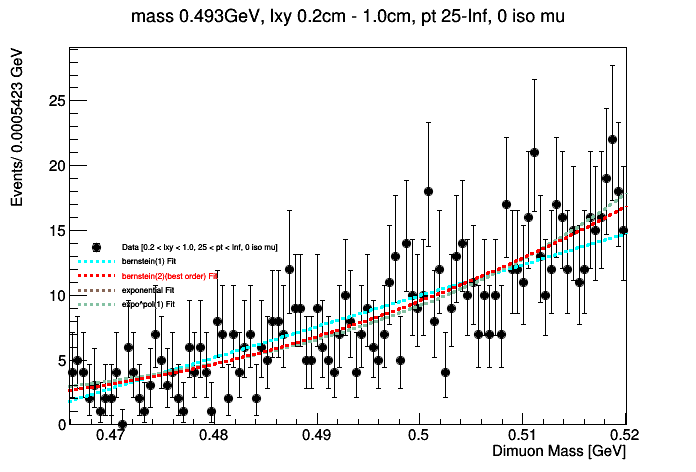 mass 0.493GeV, lxy 0.2cm - 1.0cm, pt 25-Inf, 0 iso mu
Events/ 0.0005423 GeV
25
20
15
10
5
0
Data [0.2 < lxy < 1.0, 25 < pt < Inf, 0 iso mu]
bernstein(1) Fit
bernstein(2)(best order) Fit
exponential Fit
expo*pol(1) Fit
0.47
0.48
0.49
0.5
0.51
0.52
Dimuon Mass [GeV]